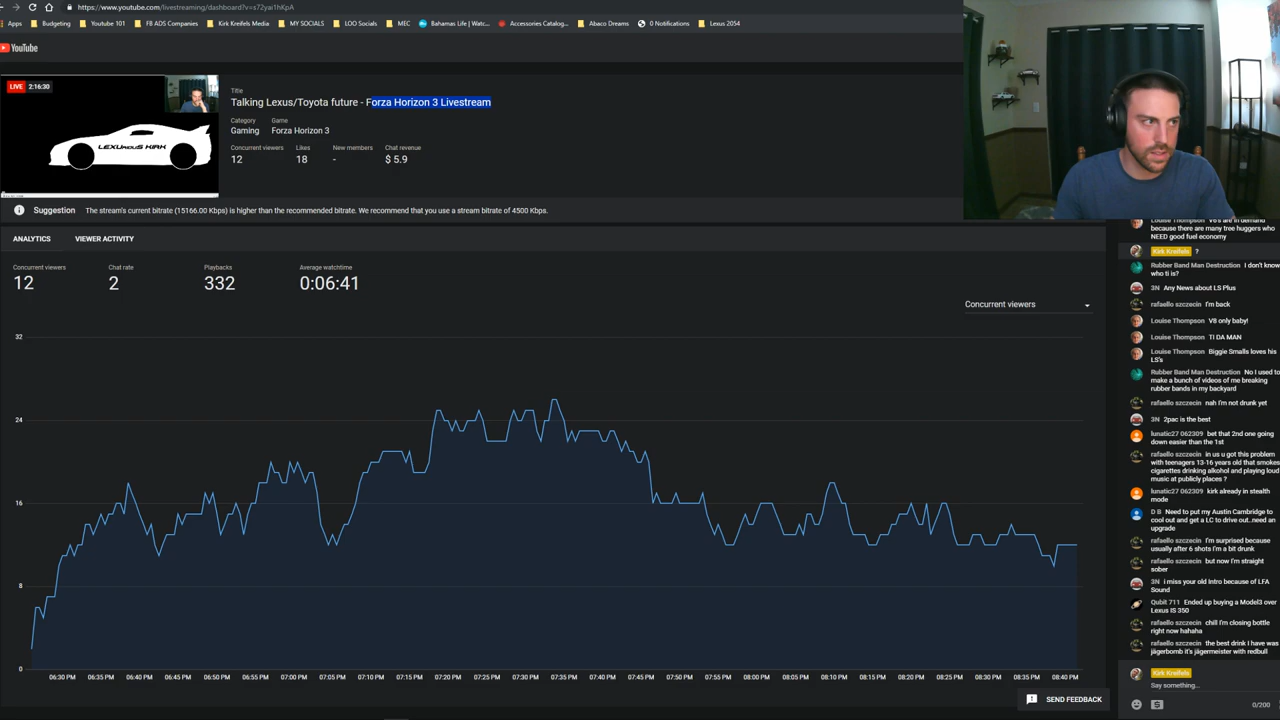 https://www.youtube.com/livestreaming/dashboard?v=s72yai1hKpA
Apps Budgeting Youtube 101 FB ADS Companies Kirk Kreifels Media MY SOCIALS LOO Socials MEC Bahamas Life | Watc... Accessories Catalog... Abaco Dreams 0 Notifications Lexus 2054
YouTube
LIVE 2:16:30
LEXURIOUS KIRK
Title
Talking Lexus/Toyota future - Forza Horizon 3 Livestream
Category Game
Gaming Forza Horizon 3
Concurrent viewers Likes New members Chat revenue
12 18 - $ 5.9
Suggestion The stream's current bitrate (15166.00 Kbps) is higher than the recommended bitrate. We recommend that you use a stream bitrate of 4500 Kbps.
ANALYTICS VIEWER ACTIVITY
Concurrent viewers Chat rate Playbacks Average watchtime
12 2 332 0:06:41
Concurrent viewers
32
24
16
8
0
06:30 PM 06:35 PM 06:40 PM 06:45 PM 06:50 PM 06:55 PM 07:00 PM 07:05 PM 07:10 PM 07:15 PM 07:20 PM 07:25 PM 07:30 PM 07:35 PM 07:40 PM 07:45 PM 07:50 PM 07:55 PM 08:00 PM 08:05 PM 08:10 PM 08:15 PM 08:20 PM 08:25 PM 08:30 PM 08:35 PM 08:40 PM
SEND FEEDBACK
Louise Thompson V6's are in demand
because there are many tree huggers who
NEED good fuel economy
Kirk Kreifels ?
Rubber Band Man Destruction I don't know
who ti is?
3N Any News about LS Plus
rafaello szczecin I'm back
Louise Thompson V8 only baby!
Louise Thompson TI DA MAN
Louise Thompson Biggie Smalls loves his
LS's
Rubber Band Man Destruction No I used to
make a bunch of videos of me breaking
rubber bands in my backyard
rafaello szczecin nah I'm not drunk yet
3N 2pac is the best
lunatic27 062309 bet that 2nd one going
down easier than the 1st
rafaello szczecin in us u got this problem
with teenagers 13-16 years old that smokes
cigarettes drinking alcohol and playing loud
music at publicly places ?
lunatic27 062309 kirk already in stealth
mode
D B Need to put my Austin Cambridge to
cool out and get a LC to drive out..need an
upgrade
rafaello szczecin I'm surprised because
usually after 6 shots I'm a bit drunk
rafaello szczecin but now I'm straight
sober
3N i miss your old Intro because of LFA
Sound
Qubit 711 Ended up buying a Model3 over
Lexus IS 350
rafaello szczecin chill I'm closing bottle
right now hahaha
rafaello szczecin the best drink I have was
jägerbomb it's jägermeister with redbull
Kirk Kreifels
Say something...
0/200